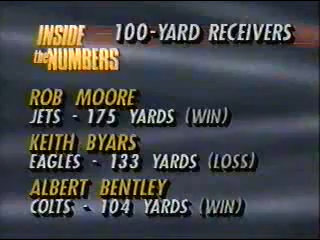 INSIDE the NUMBERS
100-YARD RECEIVERS
ROB MOORE
JETS - 175 YARDS (WIN)
KEITH BYARS
EAGLES - 133 YARDS (LOSS)
ALBERT BENTLEY
COLTS - 104 YARDS (WIN)